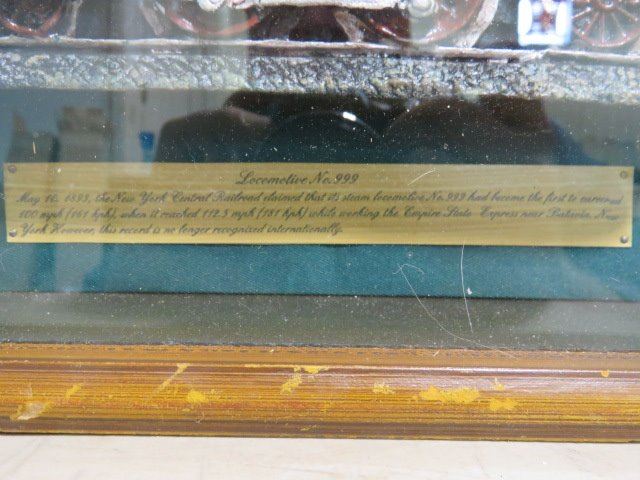 Locomotive No. 999
May 10. 1893, the New York Central Railroad claimed that its steam locomotive No. 999 had become the first to exceed
100 mph (161 kph), when it reached 112.5 mph (181 kph) while working the Empire State Express near Batavia, New
York. However, this record is no longer recognized internationally.